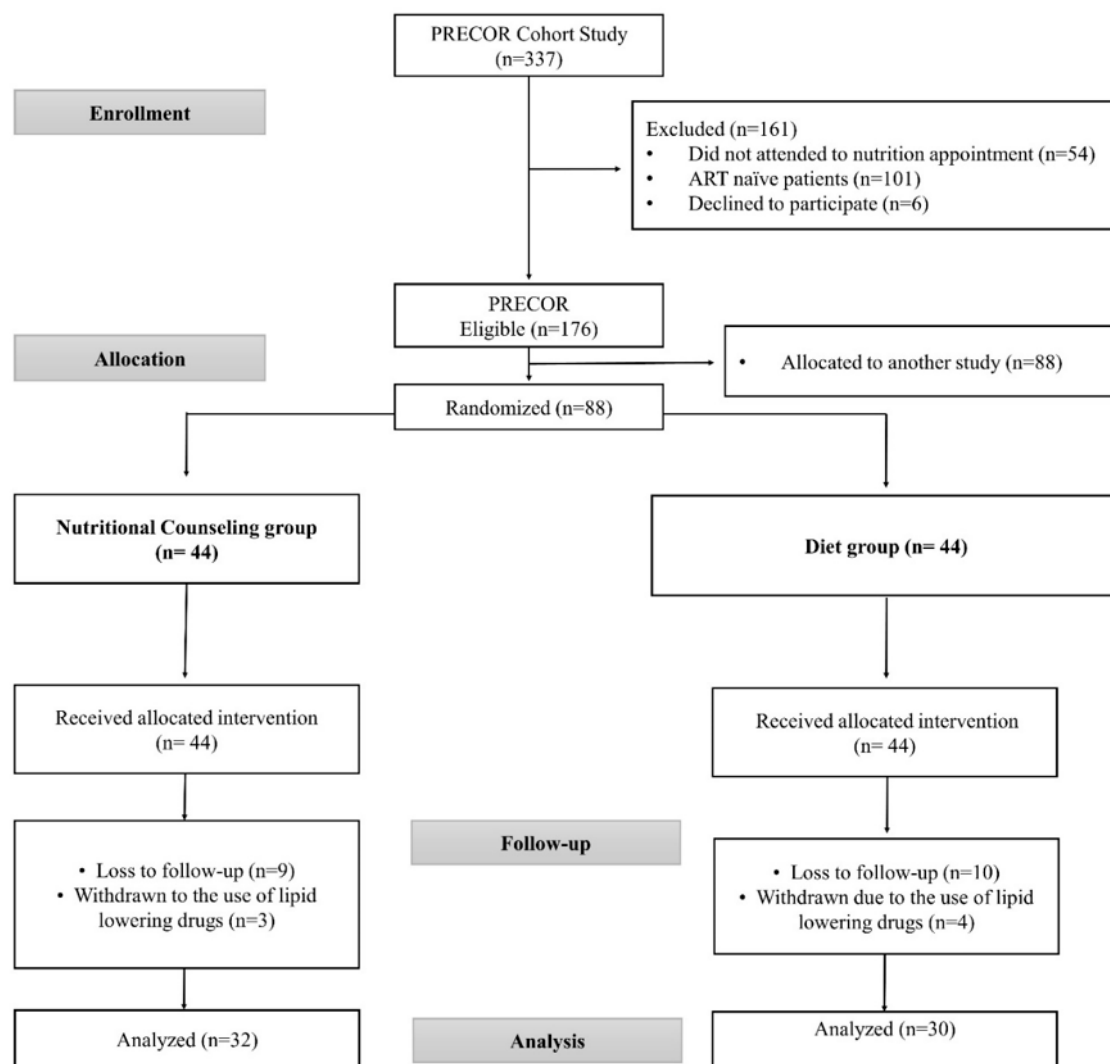 PRECOR Cohort Study
(n=337)
Enrollment
Excluded (n=161)
• Did not attended to nutrition appointment (n=54)
• ART naïve patients (n=101)
• Declined to participate (n=6)
PRECOR
Eligible (n=176)
Allocation
• Allocated to another study (n=88)
Randomized (n=88)
Nutritional Counseling group
(n= 44)
Diet group (n= 44)
Received allocated intervention
(n= 44)
Received allocated intervention
(n= 44)
Follow-up
• Loss to follow-up (n=9)
• Withdrawn to the use of lipid
lowering drugs (n=3)
• Loss to follow-up (n=10)
• Withdrawn due to the use of lipid
lowering drugs (n=4)
Analyzed (n=32)
Analysis
Analyzed (n=30)